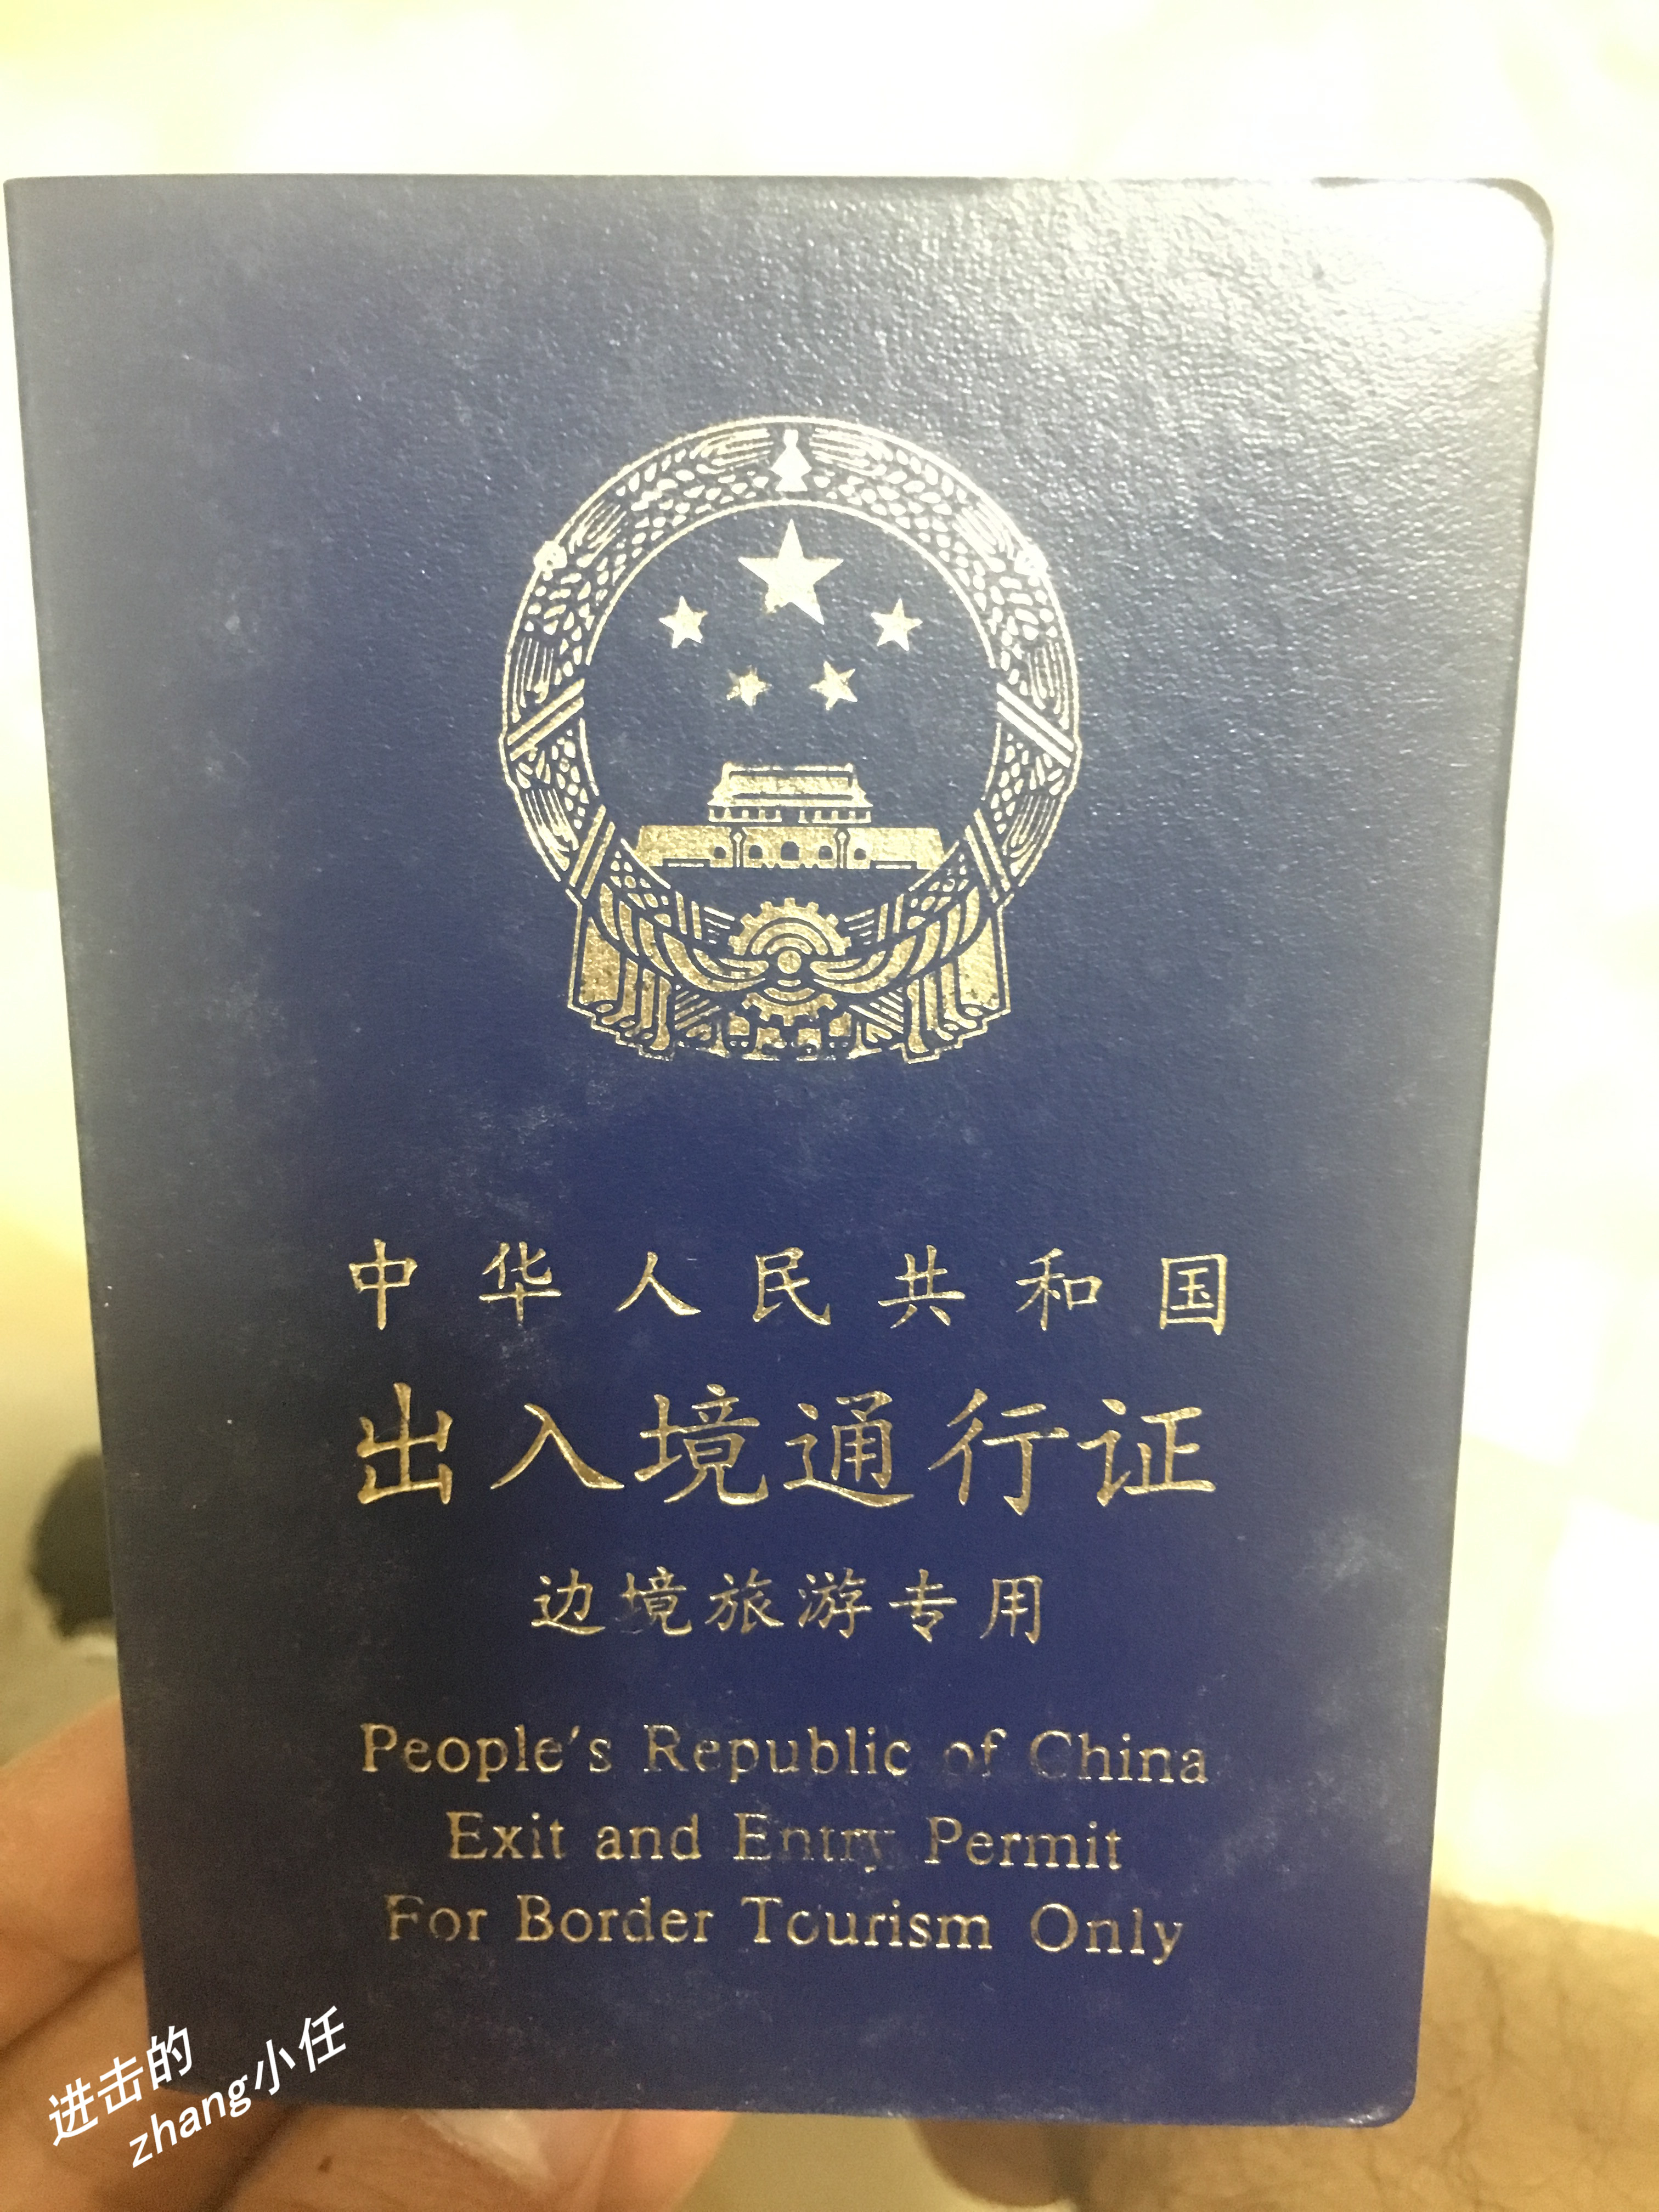 中华人民共和国
出入境通行证
边境旅游专用
People's Republic of China
Exit and Entry Permit
For Border Tourism Only
进击的
zhang小任